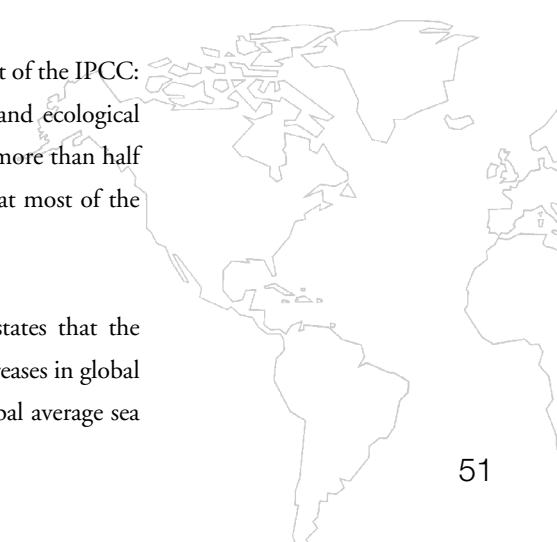 t of the IPCC:
and ecological
more than half
at most of the
states that the
eases in global
bal average sea
51